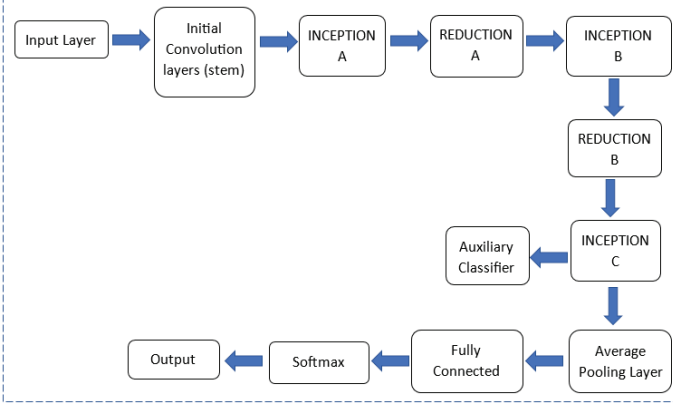 Input Layer
Initial
Convolution
layers (stem)
INCEPTION
A
REDUCTION
A
INCEPTION
B
REDUCTION
B
INCEPTION
C
Auxiliary
Classifier
Average
Pooling Layer
Fully
Connected
Softmax
Output